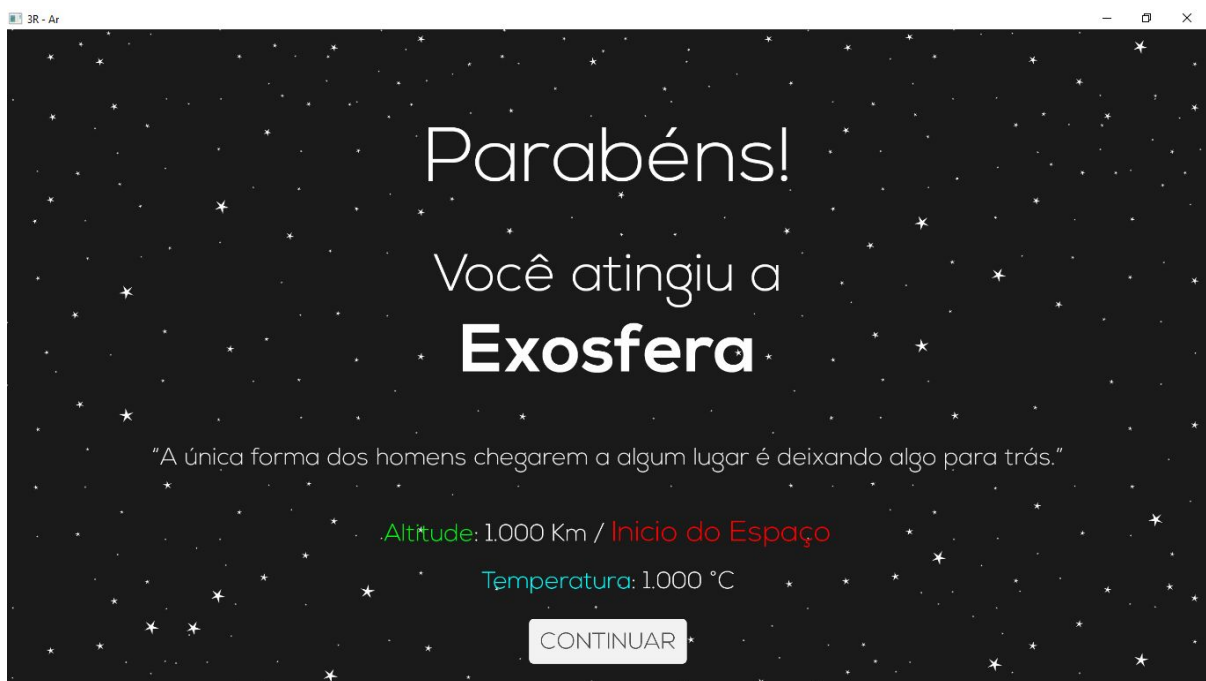 3R - Ar
Parabéns!
Você atingiu a
Exosfera
"A única forma dos homens chegarem a algum lugar é deixando algo para trás."
Altitude: 1.000 Km / Inicio do Espaço
Temperatura: 1.000 °C
CONTINUAR